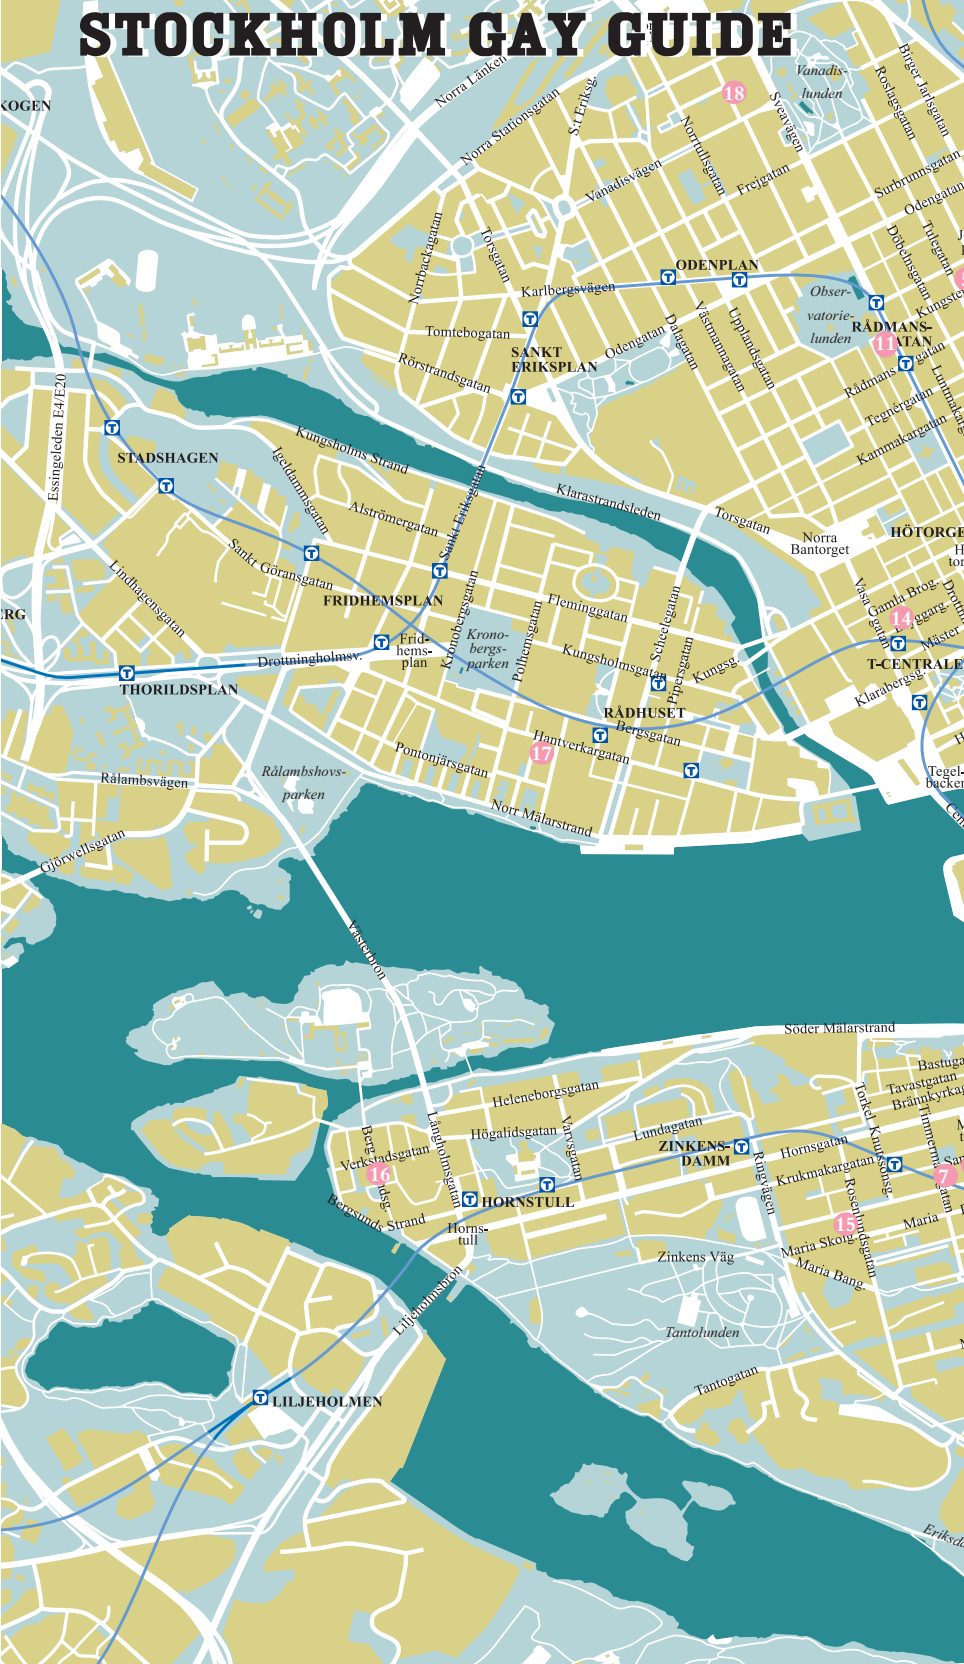 STOCKHOLM GAY GUIDE
Vanadis-
lunden
Birger Jarlsgatan
Roslagsgatan
KOGEN
Norra Länken
Norra Stationsgatan
S:t Eriksg.
18
Sveavägen
Norrtullsgatan
Vanadisvägen
Frejgatan
Surbrunnsgatan
Odengatan
Norrbackagatan
Torsgatan
Döbelnsgatan
Tulegatan
ODENPLAN
Karlbergsvägen
Obser-
vatorie-
lunden
Tomtebogatan
Rörstrandsgatan
SANKT
ERIKSPLAN
Odengatan
Dalagatan
Västmannagatan
Upplandsgatan
RÅDMANS-
11
Rådmansgatan
Tegnérgatan
Kammakargatan
Essingeleden E4/E20
STADSHAGEN
Igeldammsgatan
Kungsholms Strand
Alströmergatan
Sankt Eriksgatan
Klarastrandsleden
Torsgatan
Norra
Bantorget
Sankt Göransgatan
Lindhagensgatan
FRIDHEMSPLAN
Frid-
hems-
plan
Kronobergsgatan
Krono-
bergs-
parken
Polhemsgatan
Fleminggatan
Scheelegatan
Kungsholmsgatan
Pipersgatan
Kungsg.
Vasagatan
Gamla Brog.
14
T-CENTRALE
Klarabergsg.
ERG
Drottningholmsv.
THORILDSPLAN
RÅDHUSET
Bergsgatan
Hantverkargatan
17
Pontonjärsgatan
Norr Mälarstrand
Tegel-
backen
Rålambsvägen
Rålambshovs-
parken
Gjörwellsgatan
Västerbron
Söder Mälarstrand
Heleneborgsgatan
Högalidsgatan
Varvsgatan
Långholmsgatan
Verkstadsgatan
16
Bergsunds Strand
HORNSTULL
Horns-
tull
Lundagatan
ZINKENS-
DAMM
Ringvägen
Hornsgatan
Krukmakargatan
Torkel Knutssonsg.
Tavastgatan
7
Rosenlundsgatan
15
Maria
Maria Skolg.
Maria Bang.
Zinkens Väg
Tantolunden
Tantogatan
Liljeholmsbron
LILJEHOLMEN